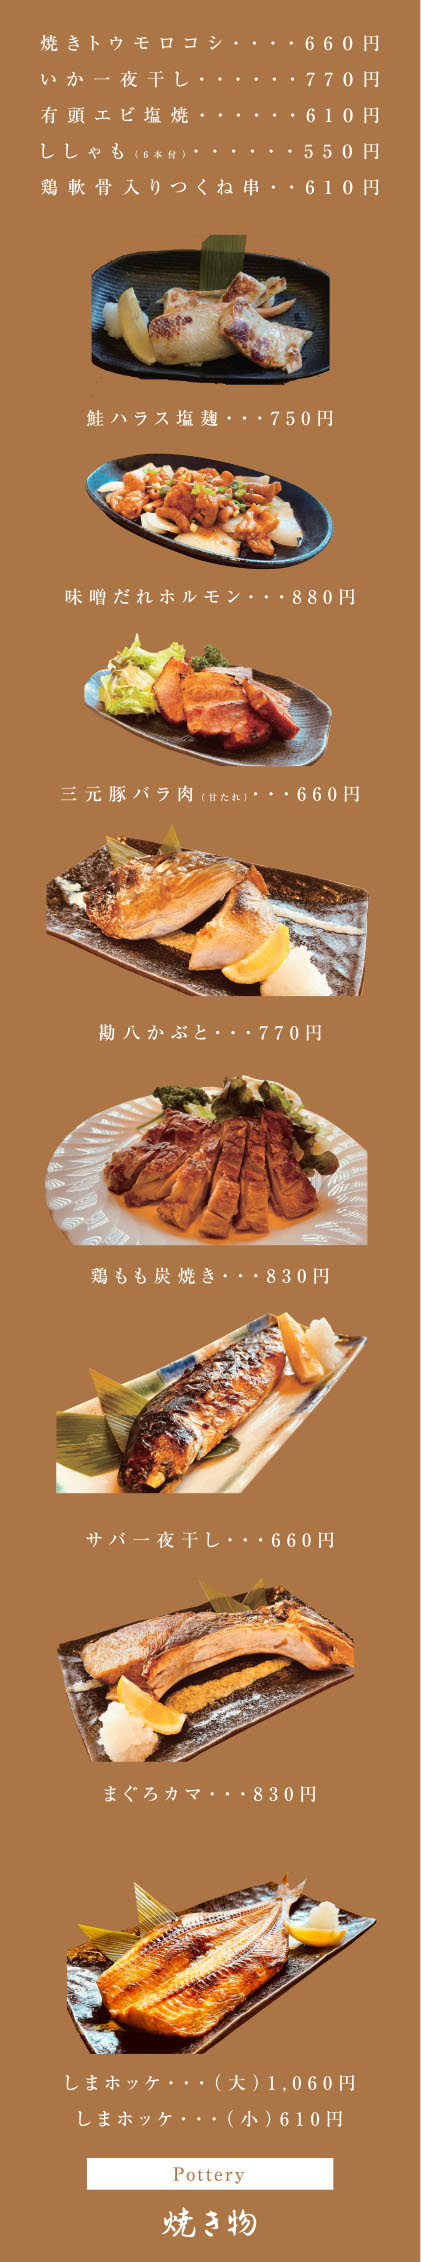 焼きトウモロコシ・・・・660円
いか一夜干し・・・・・・770円
有頭エビ塩焼・・・・・・610円
ししゃも(6本付)・・・・・・550円
鶏軟骨入りつくね串・・610円
鮭ハラス塩麹・・・750円
味噌だれホルモン・・・880円
三元豚バラ肉(甘たれ)・・・660円
勘八かぶと・・・770円
鶏もも炭焼き・・・830円
サバ一夜干し・・・660円
まぐろカマ・・・830円
しまホッケ・・・(大)1,060円
しまホッケ・・・(小)610円
Pottery
焼き物